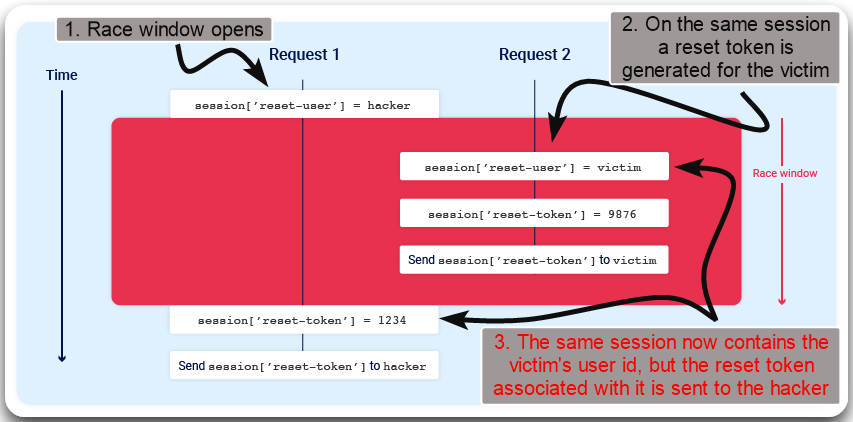 1. Race window opens
2. On the same session
a reset token is
generated for the victim
Request 1
Request 2
Time
session['reset-user'] = hacker
session['reset-user'] = victim
Race window
session['reset-token'] = 9876
Send session['reset-token'] to victim
session['reset-token'] = 1234
3. The same session now contains the
victim's user id, but the reset token
associated with it is sent to the hacker
Send session['reset-token'] to hacker